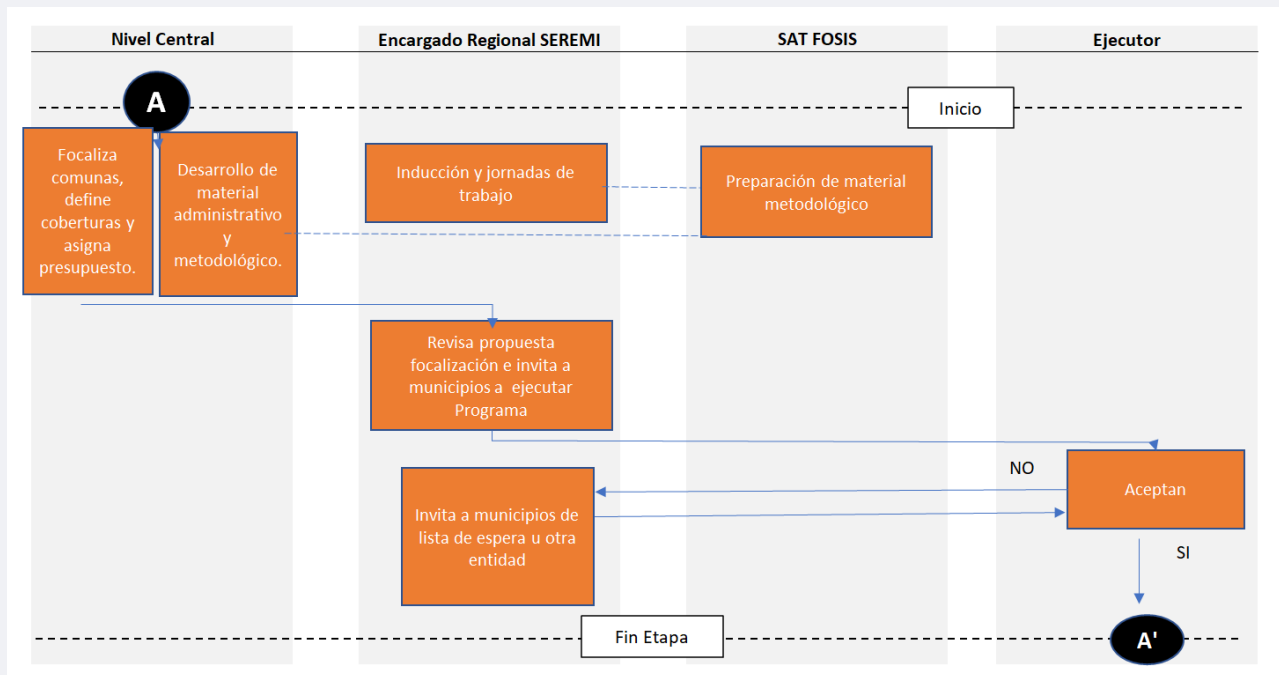 Nivel Central
Encargado Regional SEREMI
SAT FOSIS
Ejecutor
A
Inicio
Focaliza
comunas,
define
coberturas y
asigna
presupuesto.
Desarrollo de
material
administrativo
y
metodológico.
Inducción y jornadas de
trabajo
Preparación de material
metodológico
Revisa propuesta
focalización e invita a
municipios a ejecutar
Programa
NO
Aceptan
Invita a municipios de
lista de espera u otra
entidad
SI
Fin Etapa
A'